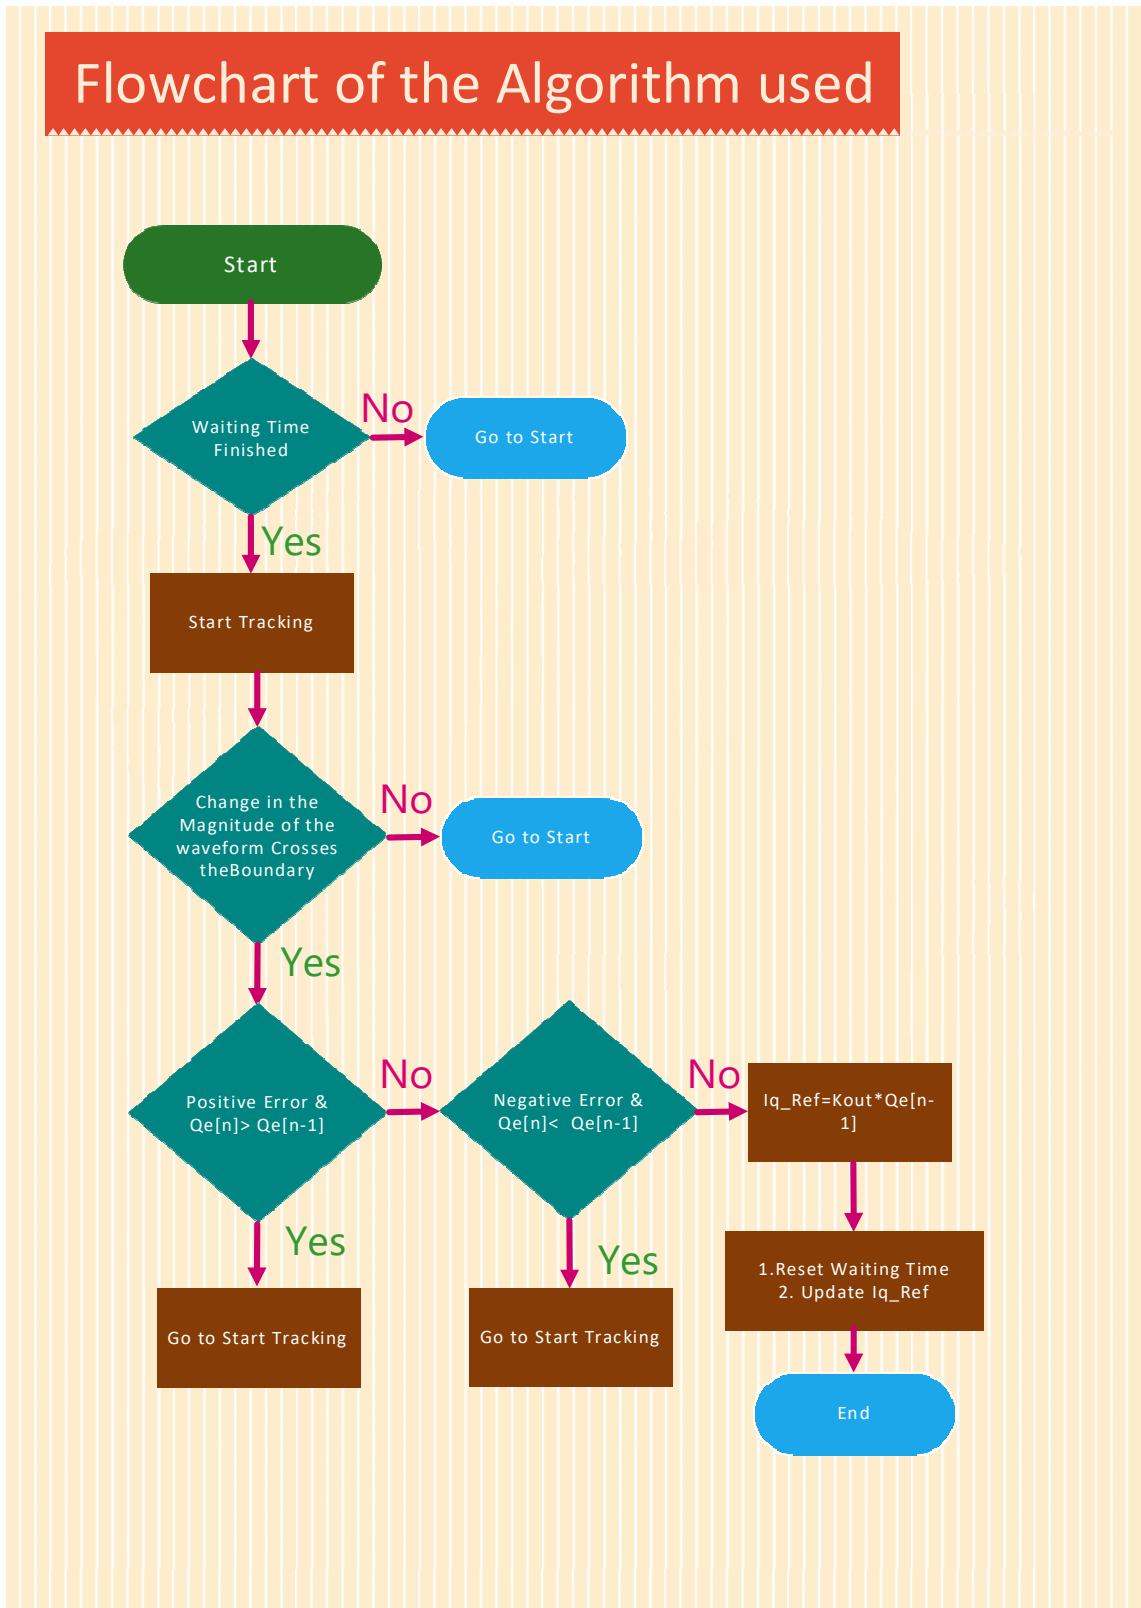 Flowchart of the Algorithm used
Start
Waiting Time
Finished
No
Go to Start
Yes
Start Tracking
Change in the
Magnitude of the
waveform Crosses
theBoundary
No
Go to Start
Yes
Positive Error &
Qe[n]> Qe[n-1]
No
Negative Error &
Qe[n]<  Qe[n-1]
No
Iq_Ref=Kout*Qe[n-
1]
Yes
Go to Start Tracking
Yes
Go to Start Tracking
1.Reset Waiting Time
2. Update Iq_Ref
End